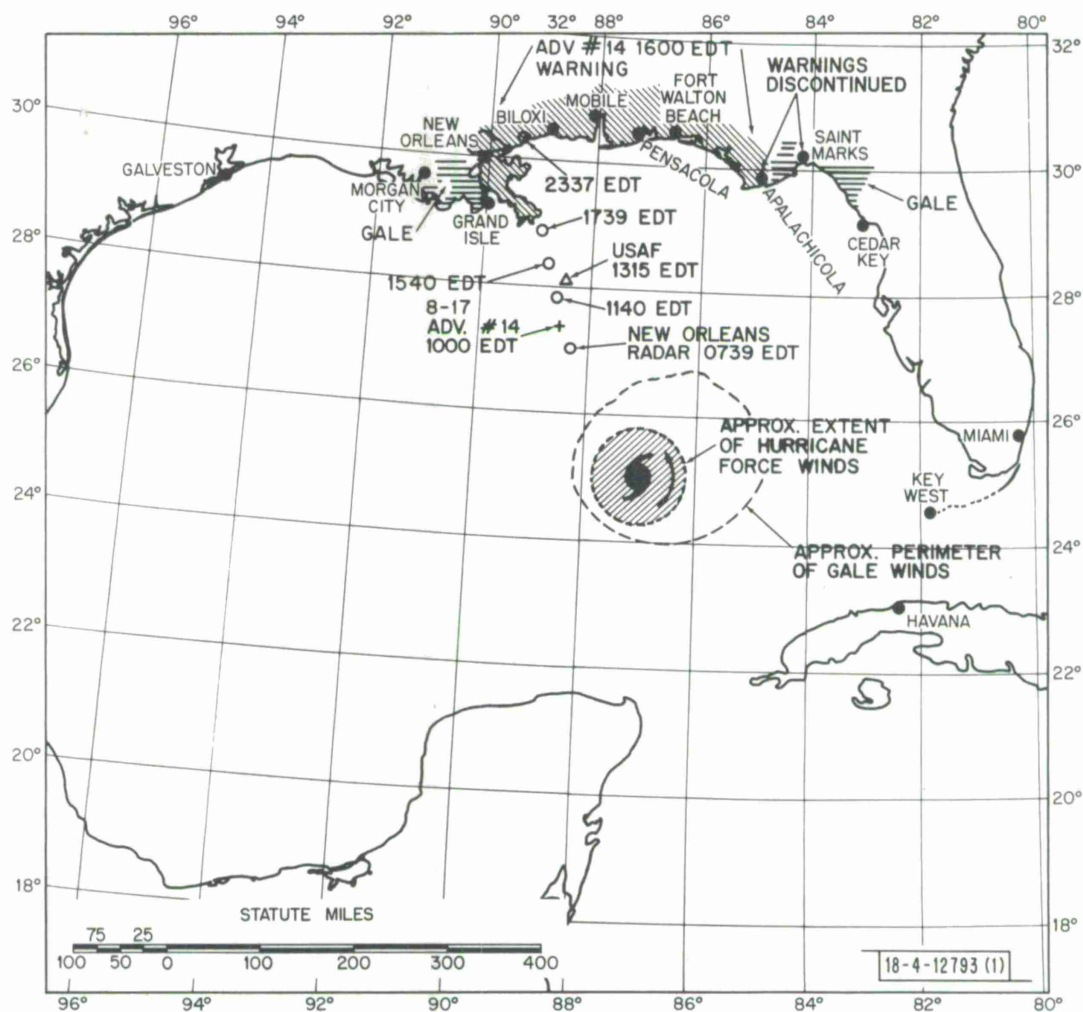 96° 94° 92° 90° 32° 88° 86° 84° 82° 80°
32°
ADV # 14 1600 EDT
WARNING
WARNINGS
DISCONTINUED
30°
30°
FORT
WALTON
BEACH
MOBILE
BILOXI
NEW
ORLEANS
SAINT
MARKS
GALVESTON
PENSACOLA
2337 EDT
MORGAN
CITY
APALACHICOLA
GALE
GRAND
ISLE
1739 EDT
GALE
28°
CEDAR
KEY
USAF
1315 EDT
1540 EDT
28°
8-17
ADV. # 14
1000 EDT
1140 EDT
NEW ORLEANS
RADAR 0739 EDT
26°
26°
APPROX. EXTENT
OF HURRICANE
FORCE WINDS
MIAMI
24°
KEY
WEST
24°
APPROX. PERIMETER
OF GALE WINDS
22°
HAVANA
22°
20°
20°
18°
18°
STATUTE MILES
75 25
100 50 0 100 200 300 400
18-4-12793 (1)
96° 94° 92° 90° 88° 86° 84° 82° 80°